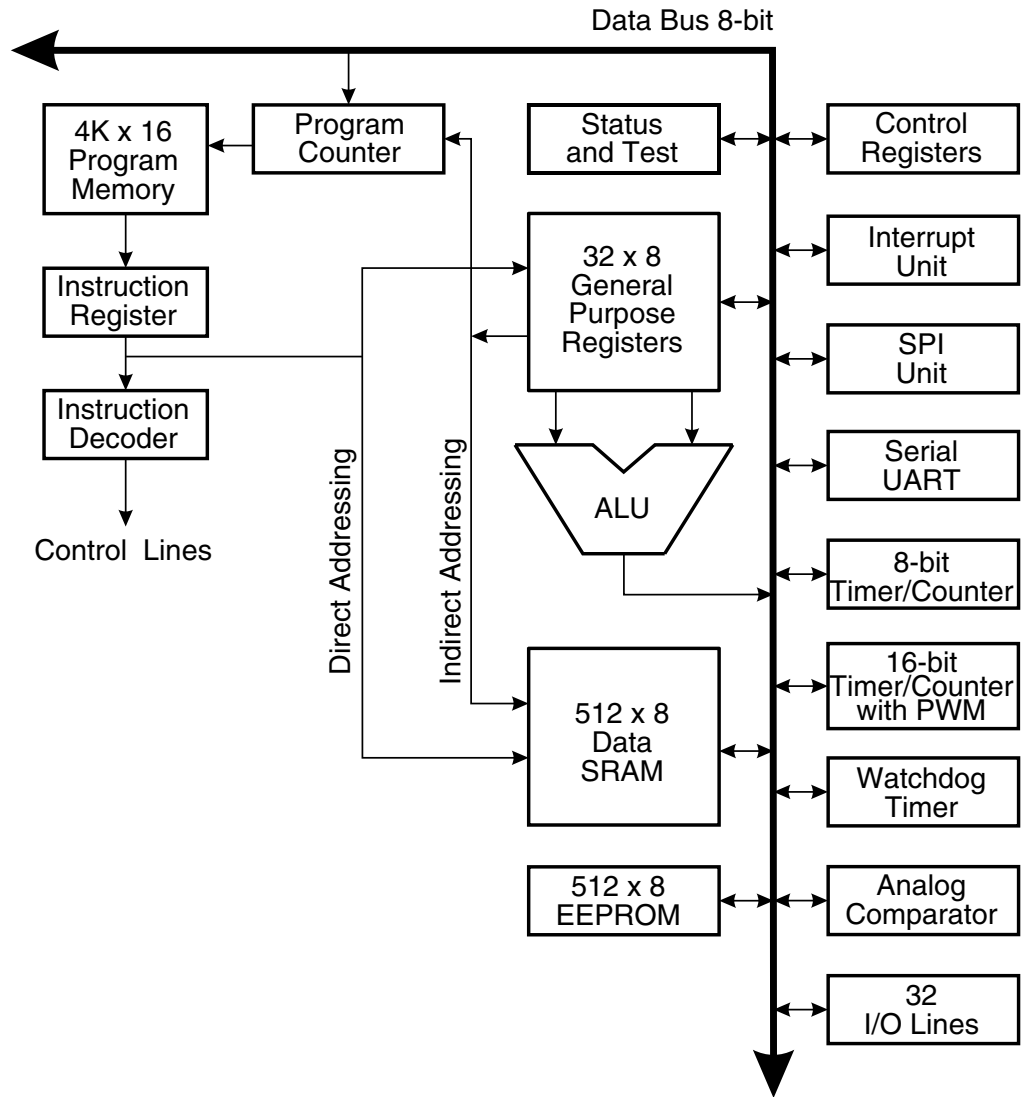 Data Bus 8-bit
4K x 16
Program
Memory
Program
Counter
Status
and Test
Control
Registers
Instruction
Register
32 x 8
General
Purpose
Registers
Interrupt
Unit
SPI
Unit
Instruction
Decoder
Control Lines
Direct Addressing
Indirect Addressing
ALU
Serial
UART
8-bit
Timer/Counter
16-bit
Timer/Counter
with PWM
512 x 8
Data
SRAM
Watchdog
Timer
512 x 8
EEPROM
Analog
Comparator
32
I/O Lines